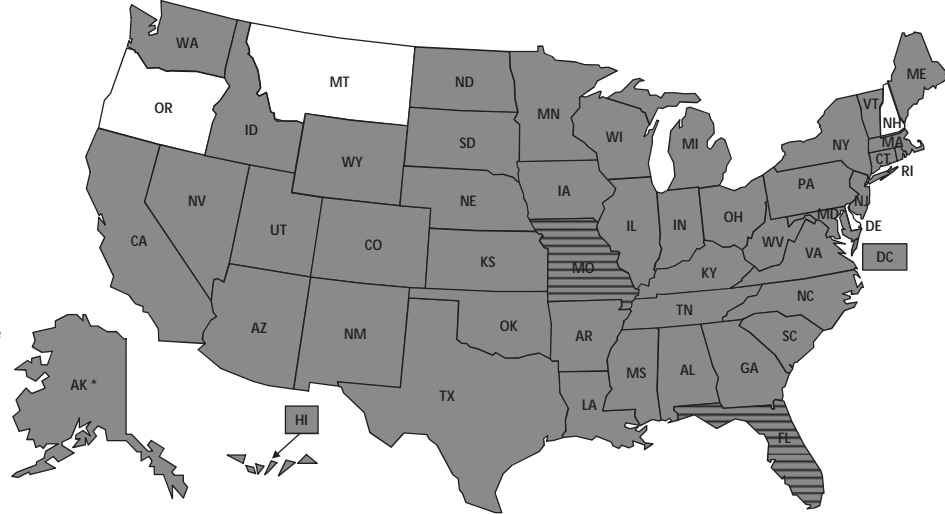 WA
MT
ND
MN
ME
OR
ID
SD
WI
MI
VT
NH
NY
MA
CT
RI
WY
IA
PA
NJ
NE
NV
UT
CO
CA
IL
IN
OH
MD
DE
WV
VA
DC
KS
MO
KY
NC
TN
AZ
NM
OK
AR
SC
MS
AL
GA
TX
LA
AK *
HI
FL